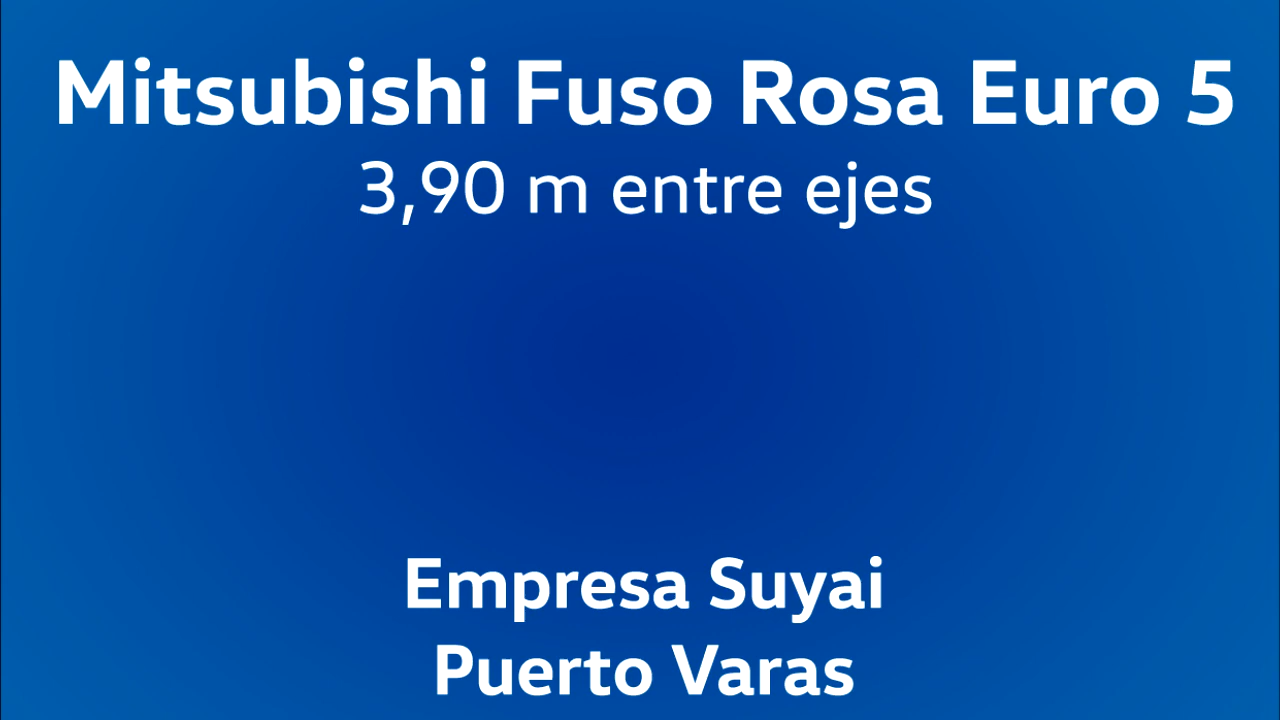 Mitsubishi Fuso Rosa Euro 5
3,90 m entre ejes
Empresa Suyai
Puerto Varas